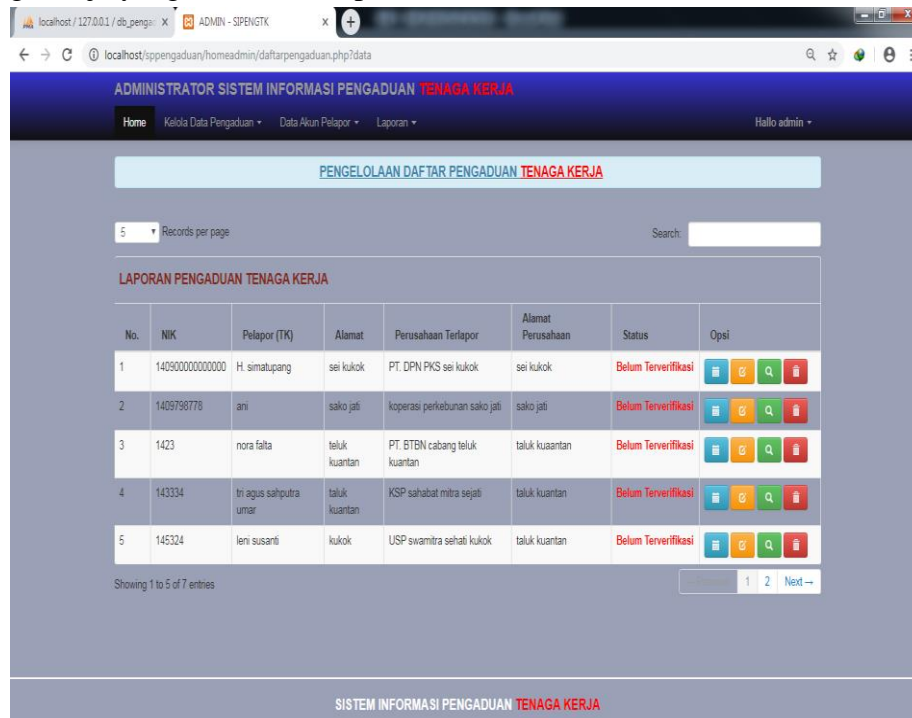 localhost / 127.0.0.1 / db_penga
ADMIN - SIPENGTK
localhost/sppengaduan/homeadmin/daftarpengaduan.php?data
ADMINISTRATOR SISTEM INFORMASI PENGADUAN TENAGA KERJA
Home Kelola Data Pengaduan Data Akun Pelapor Laporan Hallo admin
PENGELOLAAN DAFTAR PENGADUAN TENAGA KERJA
5 Records per page Search:
LAPORAN PENGADUAN TENAGA KERJA
No. NIK Pelapor (TK) Alamat Perusahaan Terlapor Alamat Perusahaan Status Opsi
1 140900000000000 H. simatupang sei kukok PT. DPN PKS sei kukok sei kukok Belum Terverifikasi
2 1409798778 ani sako jati koperasi perkebunan sako jati sako jati Belum Terverifikasi
3 1423 nora falta teluk kuantan PT. BTBN cabang teluk kuantan taluk kuaantan Belum Terverifikasi
4 143334 tri agus sahputra umar taluk kuantan KSP sahabat mitra sejati taluk kuantan Belum Terverifikasi
5 145324 leni susanti kukok USP swamitra sehati kukok taluk kuantan Belum Terverifikasi
Showing 1 to 5 of 7 entries 1 2 Next →
SISTEM INFORMASI PENGADUAN TENAGA KERJA